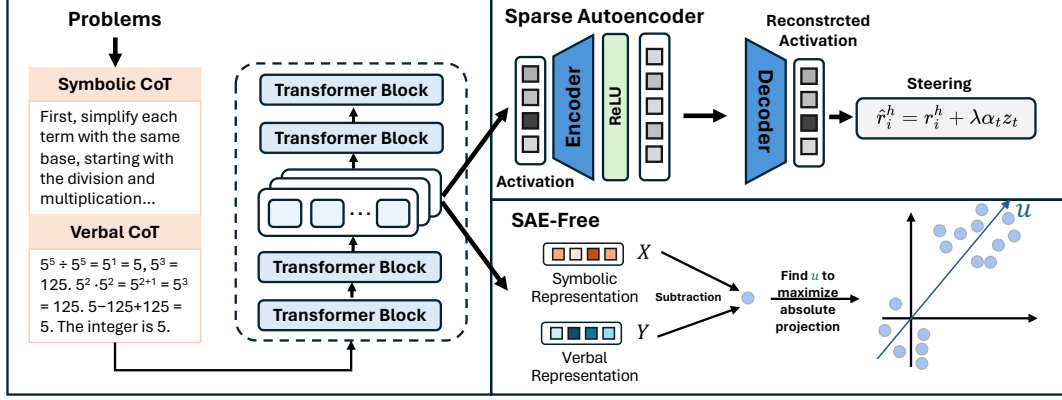 Problems
Symbolic CoT
First, simplify each
term with the same
base, starting with
the division and
multiplication...
Verbal CoT
5⁵ ÷ 5⁵ = 5¹ = 5, 5³ =
125. 5² ·5² = 5²⁺¹ = 5³
= 125. 5−125+125 =
5. The integer is 5.
Transformer Block
Transformer Block
...
Transformer Block
Transformer Block
Sparse Autoencoder
Activation
Encoder
ReLU
Decoder
Reconstrcted
Activation
Steering
r̂ᵢʰ = rᵢʰ + λαₜzₜ
SAE-Free
Symbolic
Representation
X
Verbal
Representation
Y
Subtraction
Find u to
maximize
absolute
projection
u